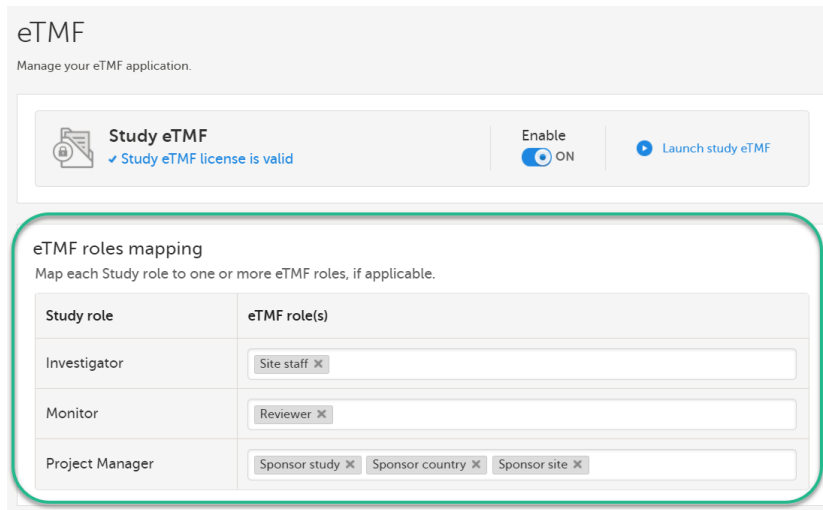 eTMF
Manage your eTMF application.
Study eTMF
Study eTMF license is valid
Enable
ON
Launch study eTMF
eTMF roles mapping
Map each Study role to one or more eTMF roles, if applicable.
Study role eTMF role(s)
Investigator Site staff
Monitor Reviewer
Project Manager Sponsor study Sponsor country Sponsor site